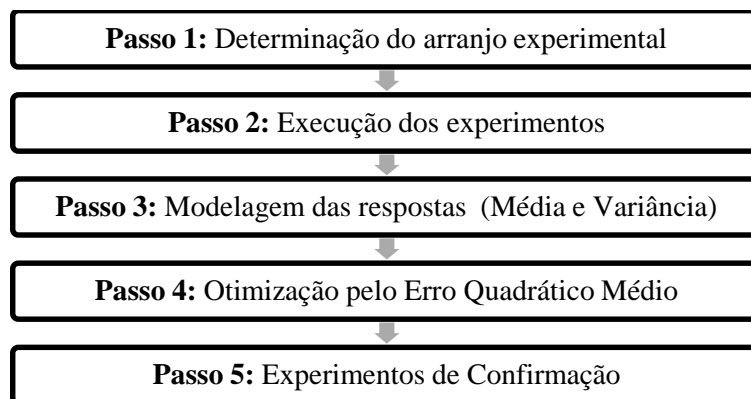 Passo 1: Determinação do arranjo experimental
Passo 2: Execução dos experimentos
Passo 3: Modelagem das respostas (Média e Variância)
Passo 4: Otimização pelo Erro Quadrático Médio
Passo 5: Experimentos de Confirmação